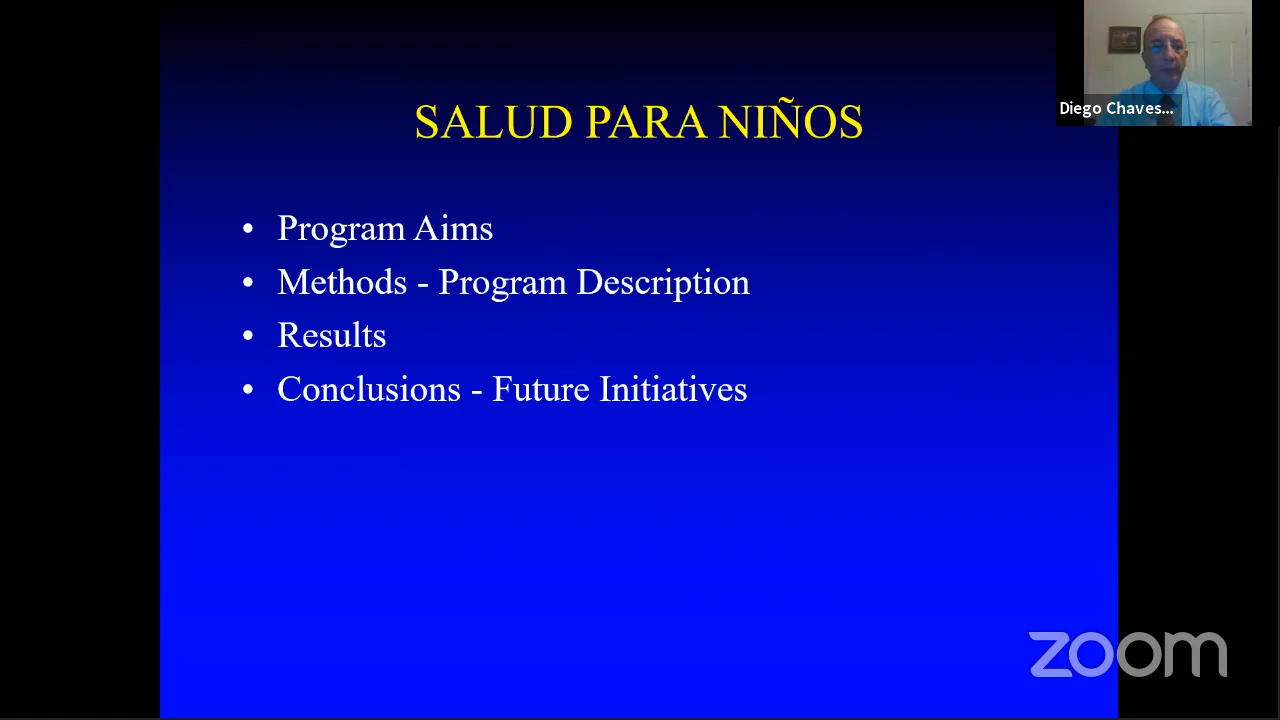 SALUD PARA NIÑOS
• Program Aims
• Methods - Program Description
• Results
• Conclusions - Future Initiatives
Diego Chaves...
zoom